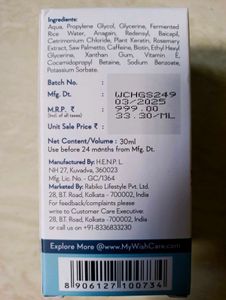 Ingredients:
Aqua, Propylene Glycol, Glycerine, Fermented
Rice Water, Anagain, Redensyl, Baicapil,
Catrimonium Chloride, Plant Keratin, Rosemary
Extract, Saw Palmetto, Caffeine, Biotin, Ethyl Hexyl
Glycerine, Xanthan Gum, Vitamin E,
Cocamidopropyl Betaine, Sodium Benzoate,
Potassium Sorbate.
Batch No. WCHGS249
Mfg. Dt. 03/2025
M.R.P. ₹ 999.00
(Incl. of all taxes)
Unit Sale Price ₹ 33.30/ML
Net Content/Volume : 30ml
Use before 24 months from Mfg. Dt.
Manufactured By: H.E.N.P. L.
NH 27, Kuvadva, 360023
Mfg. Lic. No. - GC/1364
Marketed By: Rabiko Lifestyle Pvt. Ltd.
28, B.T. Road, Kolkata - 700002, India
For feedback/complaints please
write to Customer Care Executive:
28, BT. Road, Kolkata - 700002, India
or call us on +91-8336833230
Explore More @www.MyWishCare.com
8 906127 100734